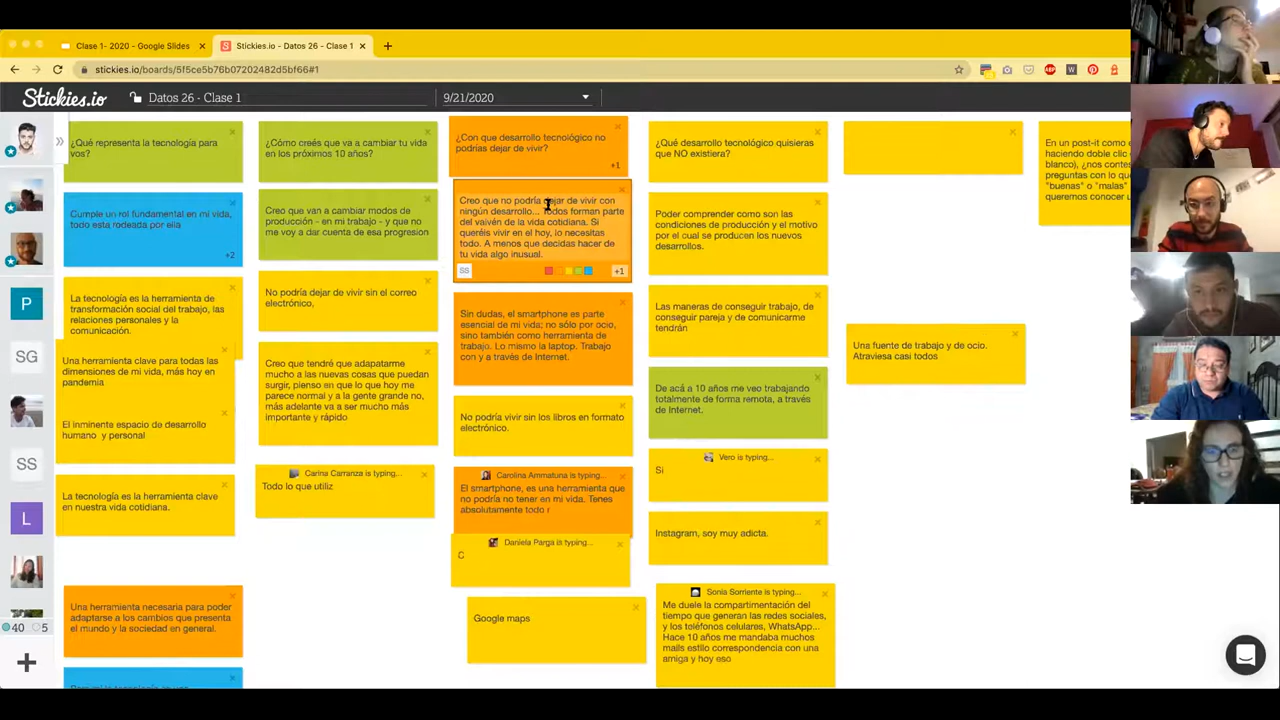 Clase 1- 2020 - Google Slides
Stickies.io - Datos 26 - Clase 1
stickies.io/boards/5f5ce5b76b07202482d5bf66#1
Stickies.io
Datos 26 - Clase 1
9/21/2020
¿Qué representa la tecnología para
vos?
Cumple un rol fundamental en mi vida,
todo esta rodeada por ella
+2
La tecnología es la herramienta de
transformación social del trabajo, las
relaciones personales y la
comunicación.
Una herramienta clave para todas las
dimensiones de mi vida, más hoy en
pandemia
El inminente espacio de desarrollo
humano y personal
La tecnología es la herramienta clave
en nuestra vida cotidiana.
Una herramienta necesaria para poder
adaptarse a los cambios que presenta
el mundo y la sociedad en general.
¿Cómo creés que va a cambiar tu vida
en los próximos 10 años?
Creo que van a cambiar modos de
producción - en mi trabajo - y que no
me voy a dar cuenta de esa progresión
No podría dejar de vivir sin el correo
electrónico,
Creo que tendré que adapatarme
mucho a las nuevas cosas que puedan
surgir, pienso en que lo que hoy me
parece normal y a la gente grande no,
más adelante va a ser mucho más
importante y rápido
Carina Carranza is typing...
Todo lo que utiliz
¿Con que desarrollo tecnológico no
podrías dejar de vivir?
+1
Creo que no podría dejar de vivir con
ningún desarrollo... Todos forman parte
del vaivén de la vida cotidiana. Si
queréis vivir en el hoy, lo necesitas
todo. A menos que decidas hacer de
tu vida algo inusual.
SS
+1
Sin dudas, el smartphone es parte
esencial de mi vida; no sólo por ocio,
sino también como herramienta de
trabajo. Lo mismo la laptop. Trabajo
con y a través de Internet.
No podría vivir sin los libros en formato
electrónico.
Carolina Ammatuna is typing...
El smartphone, es una herramienta que
no podría no tener en mi vida. Tenes
absolutamente todo r
Daniela Parga is typing...
C
Google maps
¿Qué desarrollo tecnológico quisieras
que NO existiera?
Poder comprender como son las
condiciones de producción y el motivo
por el cual se producen los nuevos
desarrollos.
Las maneras de conseguir trabajo, de
conseguir pareja y de comunicarme
tendrán
De acá a 10 años me veo trabajando
totalmente de forma remota, a través
de Internet.
Vero is typing...
Si
Instagram, soy muy adicta.
Sonia Sorriente is typing...
Me duele la compartimentación del
tiempo que generan las redes sociales,
y los teléfonos celulares, WhatsApp...
Hace 10 años me mandaba muchos
mails estilo correspondencia con una
amiga y hoy eso
Una fuente de trabajo y de ocio.
Atraviesa casi todos
En un post-it como es
haciendo doble clic e
blanco), ¿nos contest
preguntas con lo que
"buenas" o "malas" r
queremos conocer un
P
SG
SS
L
40
5
ABP
W